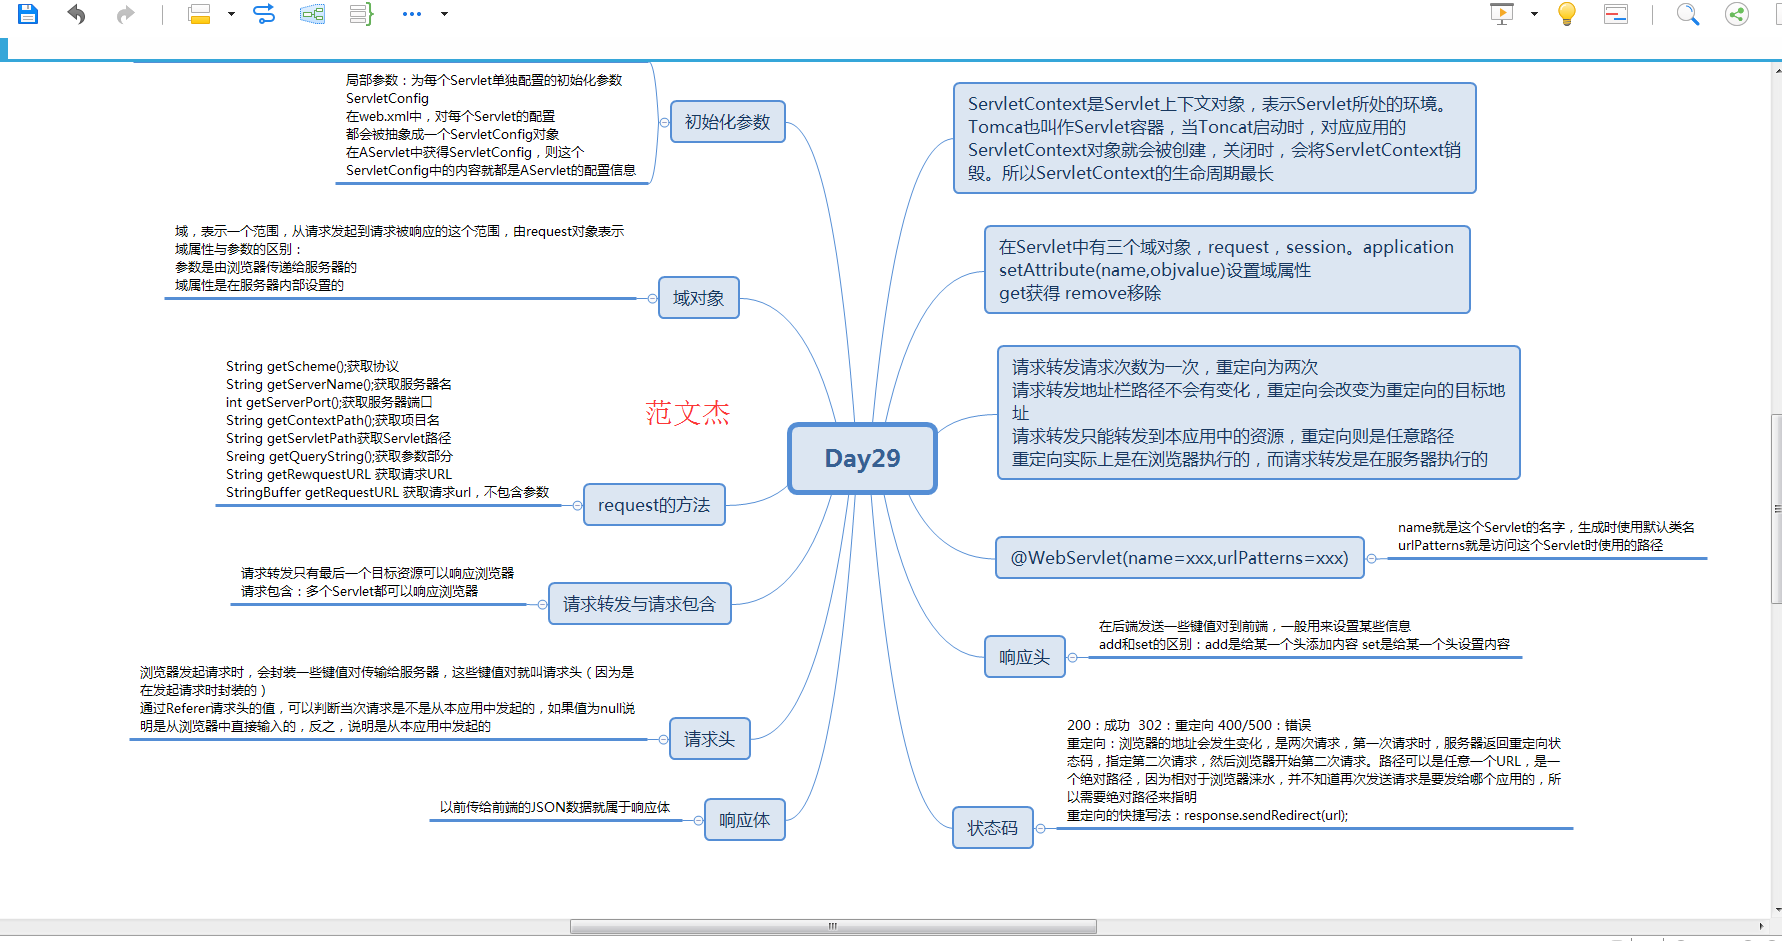 局部参数：为每个Servlet单独配置的初始化参数
ServletConfig
在web.xml中，对每个Servlet的配置
都会被抽象成一个ServletConfig对象
在AServlet中获得ServletConfig，则这个
ServletConfig中的内容就都是AServlet的配置信息
初始化参数
域，表示一个范围，从请求发起到请求被响应的这个范围，由request对象表示
域属性与参数的区别：
参数是由浏览器传递给服务器的
域属性是在服务器内部设置的
域对象
String getScheme();获取协议
String getServerName();获取服务器名
int getServerPort();获取服务器端口
String getContextPath();获取项目名
String getServletPath获取Servlet路径
Sreing getQueryString();获取参数部分
String getRewquestURL 获取请求URL
StringBuffer getRequestURL 获取请求url，不包含参数
request的方法
范文杰
Day29
请求转发只有最后一个目标资源可以响应浏览器
请求包含：多个Servlet都可以响应浏览器
请求转发与请求包含
浏览器发起请求时，会封装一些键值对传输给服务器，这些键值对就叫请求头（因为是
在发起请求时封装的）
通过Referer请求头的值，可以判断当次请求是不是从本应用中发起的，如果值为null说
明是从浏览器中直接输入的，反之，说明是从本应用中发起的
请求头
以前传给前端的JSON数据就属于响应体
响应体
ServletContext是Servlet上下文对象，表示Servlet所处的环境。
Tomca也叫作Servlet容器，当Toncat启动时，对应应用的
ServletContext对象就会被创建，关闭时，会将ServletContext销
毁。所以ServletContext的生命周期最长
在Servlet中有三个域对象，request，session。application
setAttribute(name,objvalue)设置域属性
get获得 remove移除
请求转发请求次数为一次，重定向为两次
请求转发地址栏路径不会有变化，重定向会改变为重定向的目标地
址
请求转发只能转发到本应用中的资源，重定向则是任意路径
重定向实际上是在浏览器执行的，而请求转发是在服务器执行的
@WebServlet(name=xxx,urlPatterns=xxx)
name就是这个Servlet的名字，生成时使用默认类名
urlPatterns就是访问这个Servlet时使用的路径
响应头
在后端发送一些键值对到前端，一般用来设置某些信息
add和set的区别：add是给某一个头添加内容 set是给某一个头设置内容
状态码
200：成功  302：重定向 400/500：错误
重定向：浏览器的地址会发生变化，是两次请求，第一次请求时，服务器返回重定向状
态码，指定第二次请求，然后浏览器开始第二次请求。路径可以是任意一个URL，是一
个绝对路径，因为相对于浏览器涞水，并不知道再次发送请求是要发给哪个应用的，所
以需要绝对路径来指明
重定向的快捷写法：response.sendRedirect(url);